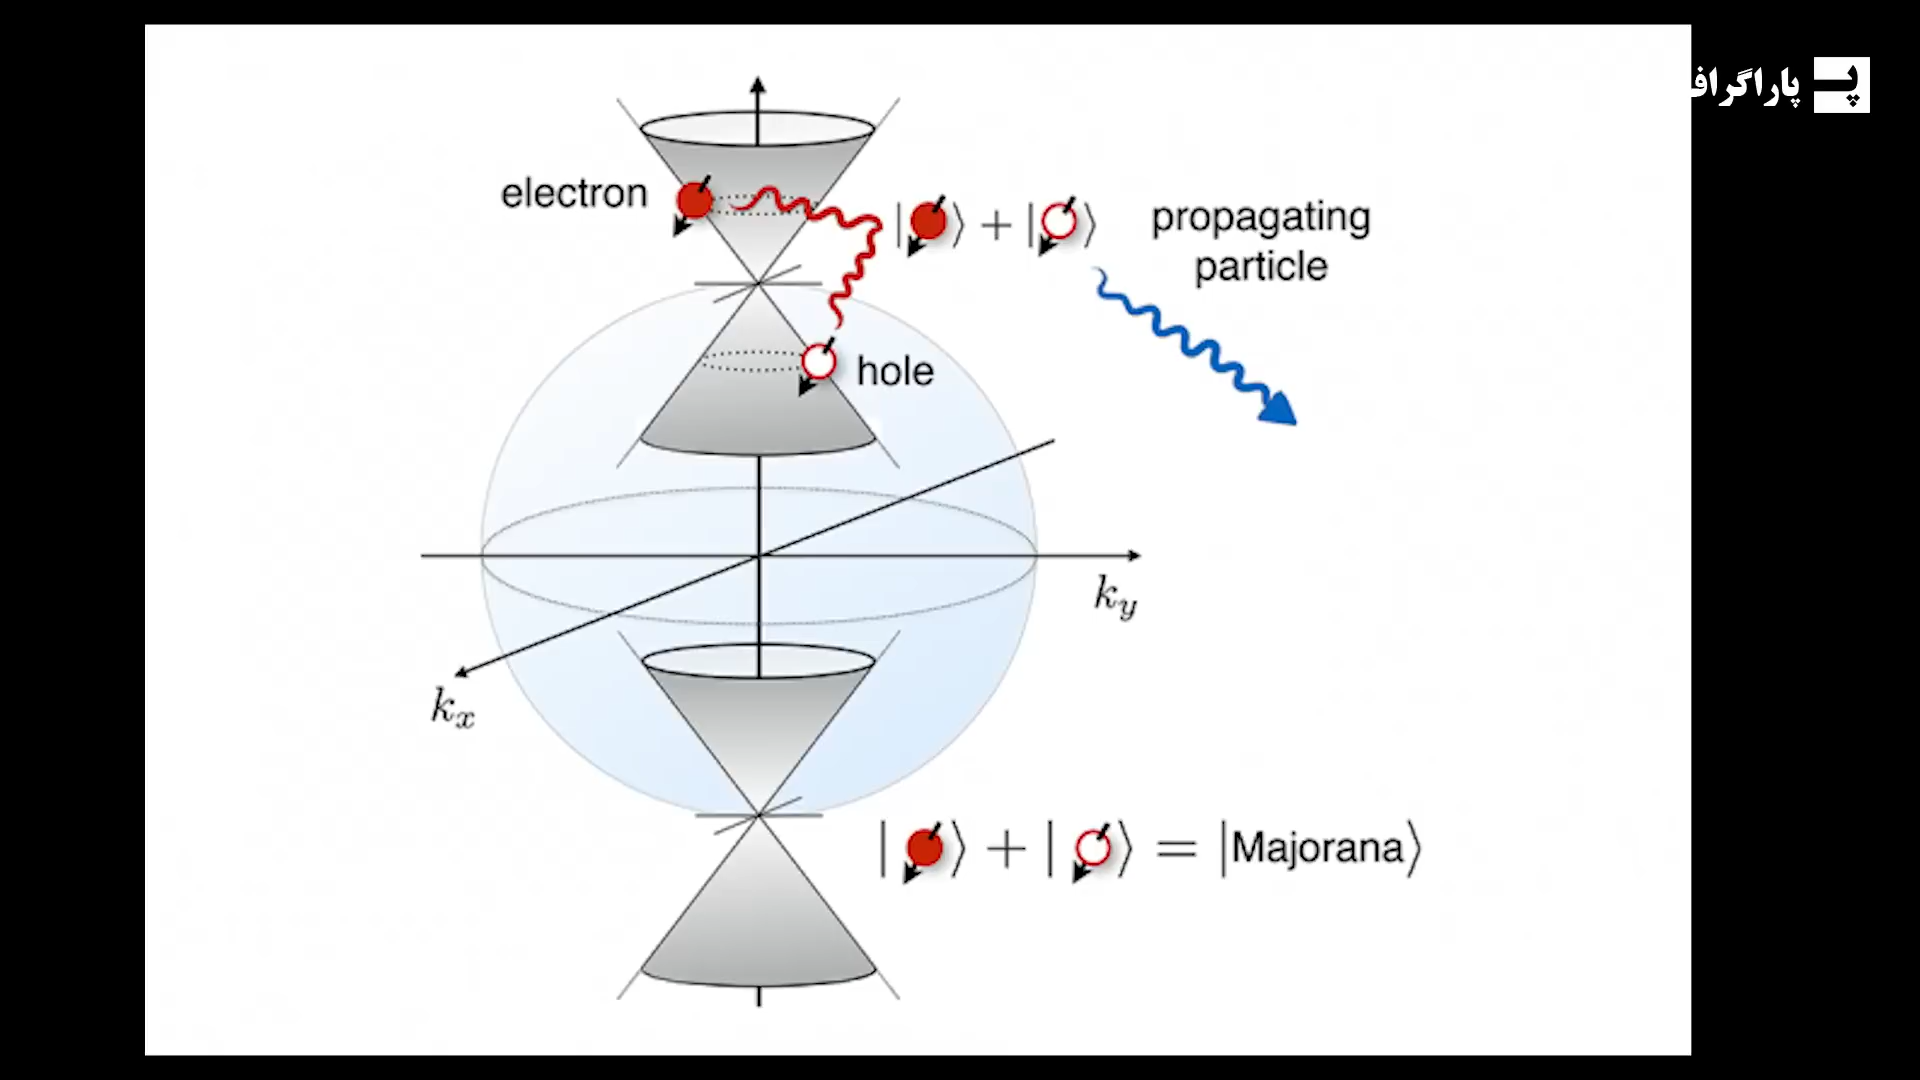 پاراگراف پ
electron
| ⟩ + | ⟩
propagating
particle
hole
k_y
k_x
| ⟩ + | ⟩ = |Majorana⟩